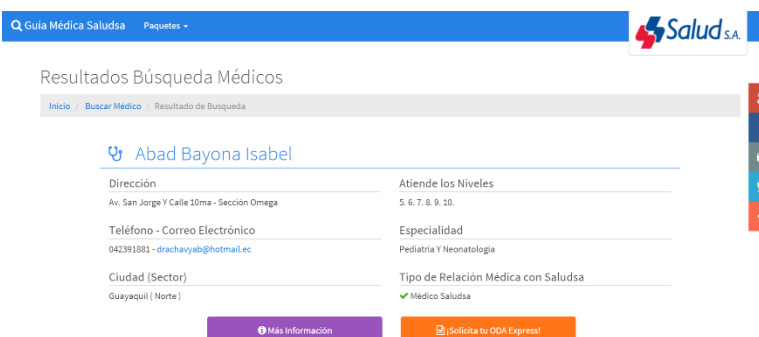 Guia Médica Saludsa Paquetes
Salud S.A.
Resultados Búsqueda Médicos
Inicio / Buscar Médico / Resultado de Busqueda
Abad Bayona Isabel
Dirección
Av. San Jorge Y Calle 10ma - Sección Omega
Atiende los Niveles
5. 6. 7. 8. 9. 10.
Teléfono - Correo Electrónico
042391881 - drachavyab@hotmail.ec
Especialidad
Pediatría Y Neonatología
Ciudad (Sector)
Guayaquil ( Norte )
Tipo de Relación Médica con Saludsa
Médico Saludsa
Más Información
¡Solicita tu ODA Express!